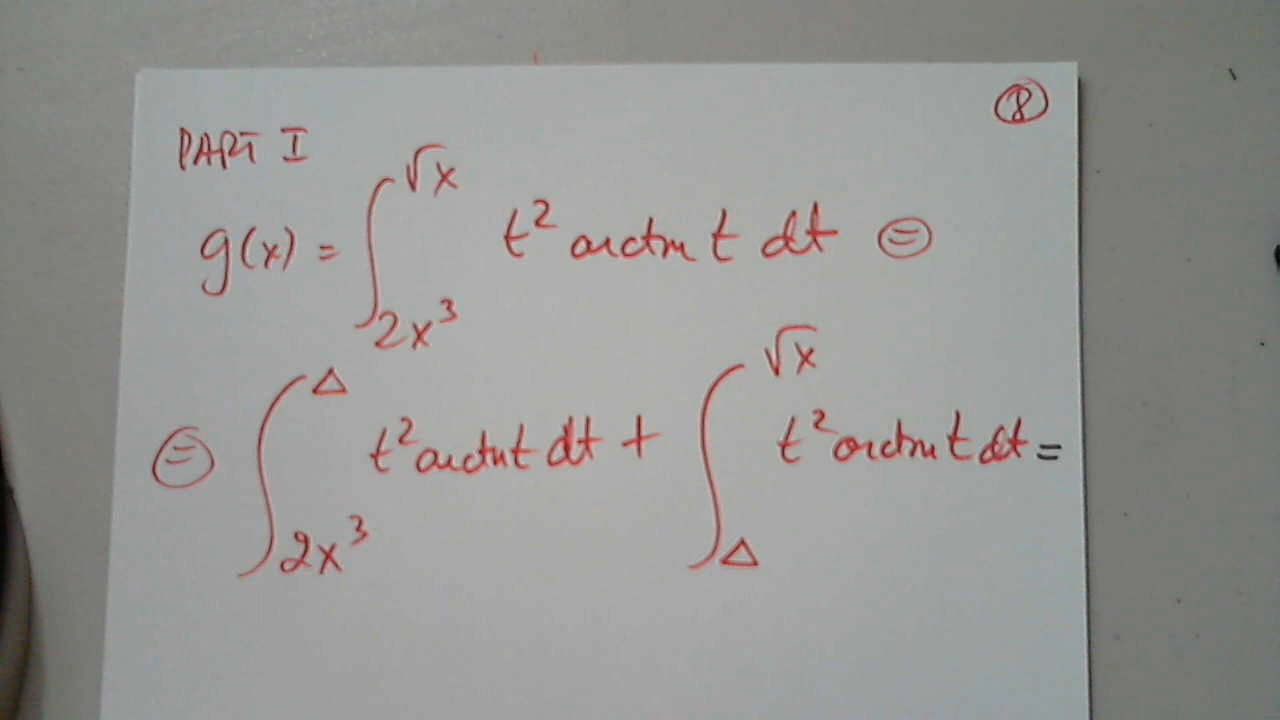 ⑧
PART I
g(x) = ∫_{2x³}^{√x} t² arctan t dt ⊜
⊜ ∫_{2x³}^{Δ} t² arctan t dt + ∫_{Δ}^{√x} t² arctan t dt =